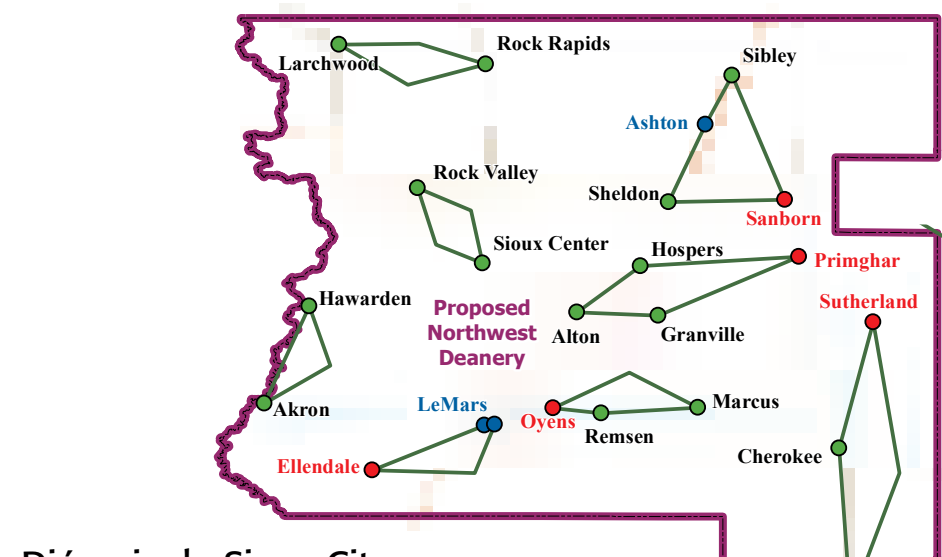 Rock Rapids
Larchwood
Sibley
Ashton
Rock Valley
Sheldon
Sanborn
Sioux Center
Hospers
Primghar
Hawarden
Proposed
Northwest
Deanery
Sutherland
Alton
Granville
Akron
LeMars
Oyens
Marcus
Remsen
Cherokee
Ellendale